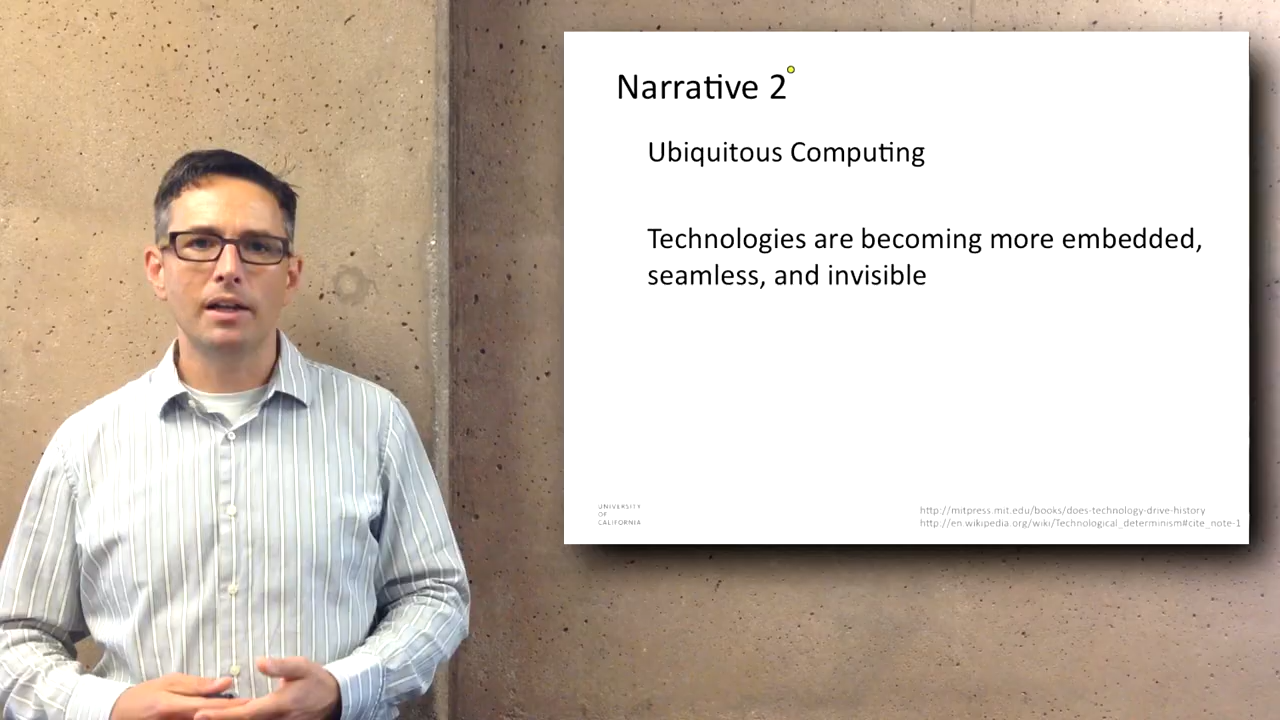 Narrative 2
Ubiquitous Computing
Technologies are becoming more embedded,
seamless, and invisible
UNIVERSITY
OF
CALIFORNIA
http://mitpress.mit.edu/books/does-technology-drive-history
http://en.wikipedia.org/wiki/Technological_determinism#cite_note-1